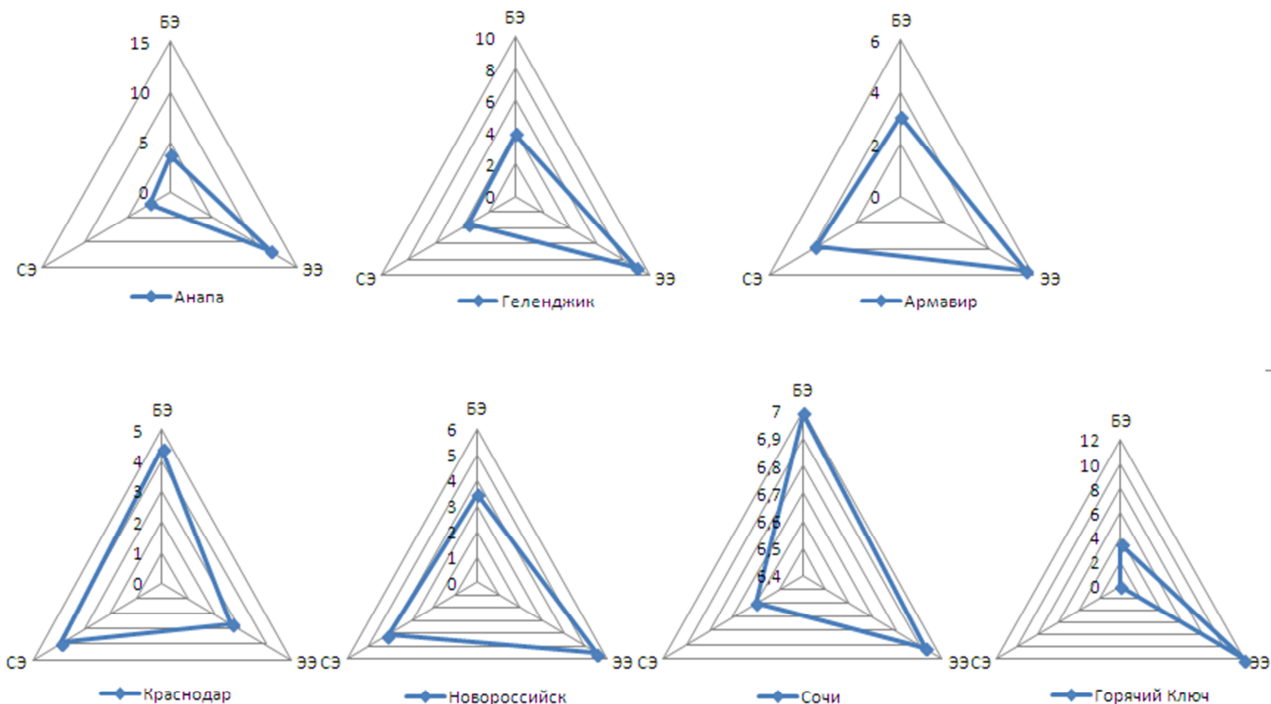 БЭ
15
10
5
0
СЭ
ЭЭ
Анапа
БЭ
10
8
6
4
2
0
СЭ
ЭЭ
Геленджик
БЭ
6
4
2
0
СЭ
ЭЭ
Армавир
БЭ
5
4
3
2
1
0
СЭ
ЭЭ
Краснодар
БЭ
6
5
4
3
2
1
0
СЭ
ЭЭ
Новороссийск
БЭ
7
6,9
6,8
6,7
6,6
6,5
6,4
СЭ
ЭЭ
Сочи
БЭ
12
10
8
6
4
2
0
СЭ
ЭЭ
Горячий Ключ